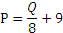 P = Q/8 + 9